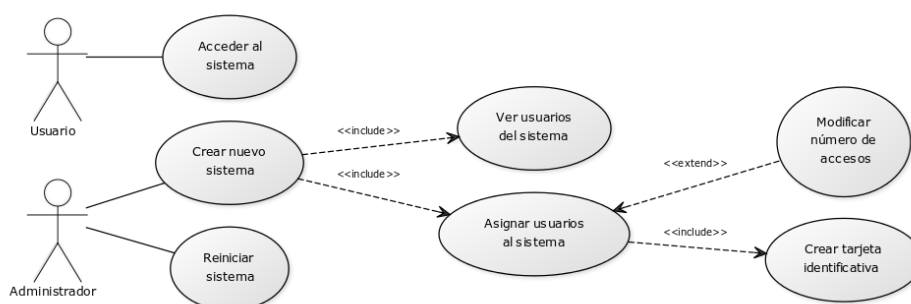 Acceder al
sistema
Usuario
Crear nuevo
sistema
<<include>>
<<include>>
Ver usuarios
del sistema
Modificar
número de
accesos
<<extend>>
Asignar usuarios
al sistema
<<include>>
Crear tarjeta
identificativa
Reiniciar
sistema
Administrador